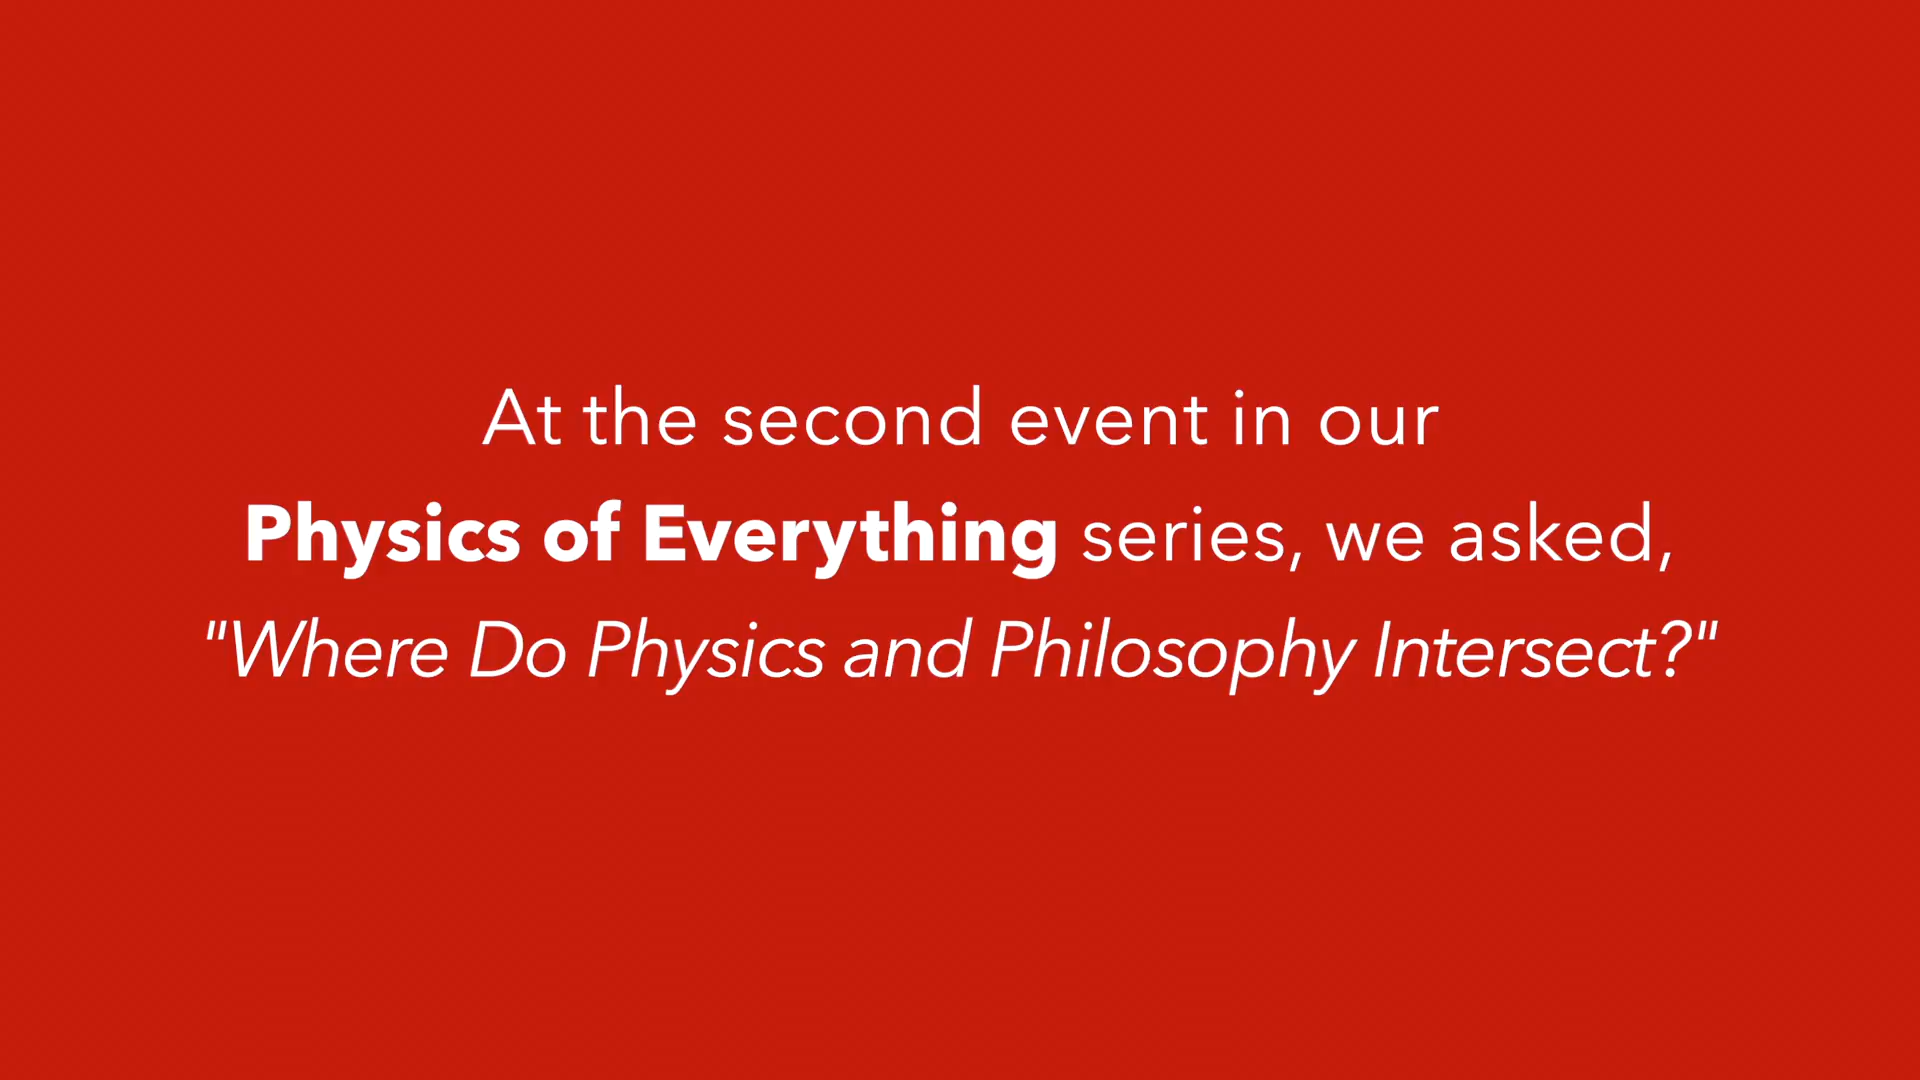 At the second event in our
Physics of Everything series, we asked,
"Where Do Physics and Philosophy Intersect?"